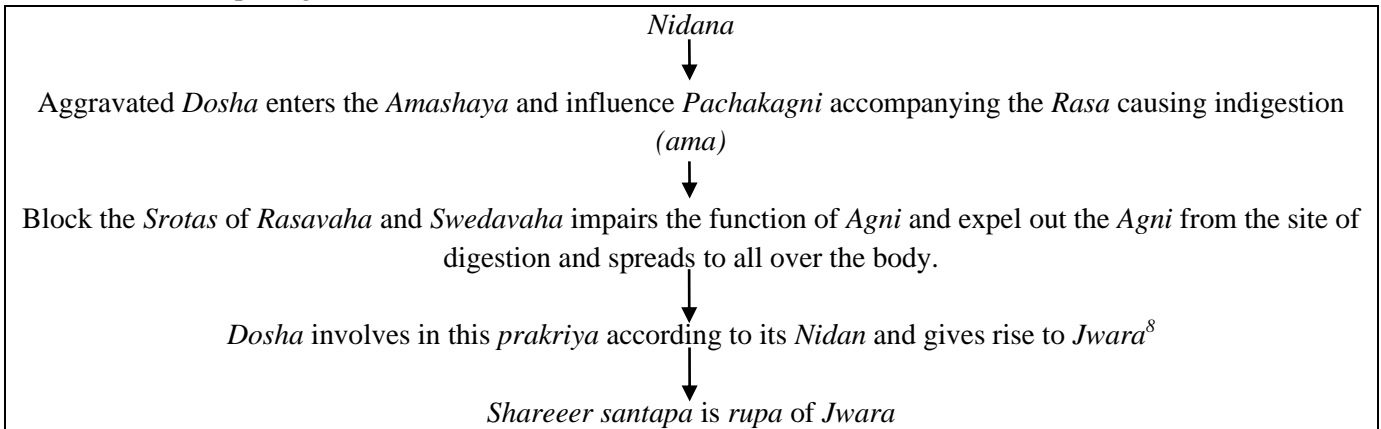 Nidana
Aggravated Dosha enters the Amashaya and influence Pachakagni accompanying the Rasa causing indigestion
(ama)
Block the Srotas of Rasavaha and Swedavaha impairs the function of Agni and expel out the Agni from the site of
digestion and spreads to all over the body.
Dosha involves in this prakriya according to its Nidan and gives rise to Jwara8
Shareeer santapa is rupa of Jwara